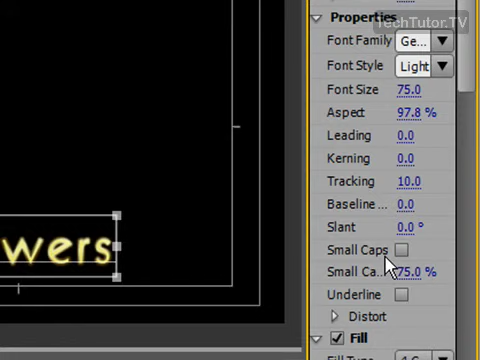 TechTutor.TV
Properties
Font Family Ge...
Font Style Light
Font Size 75.0
Aspect 97.8 %
Leading 0.0
Kerning 0.0
Tracking 10.0
Baseline ... 0.0
Slant 0.0 °
Small Caps
Small Ca... 75.0 %
Underline
Distort
Fill
wers